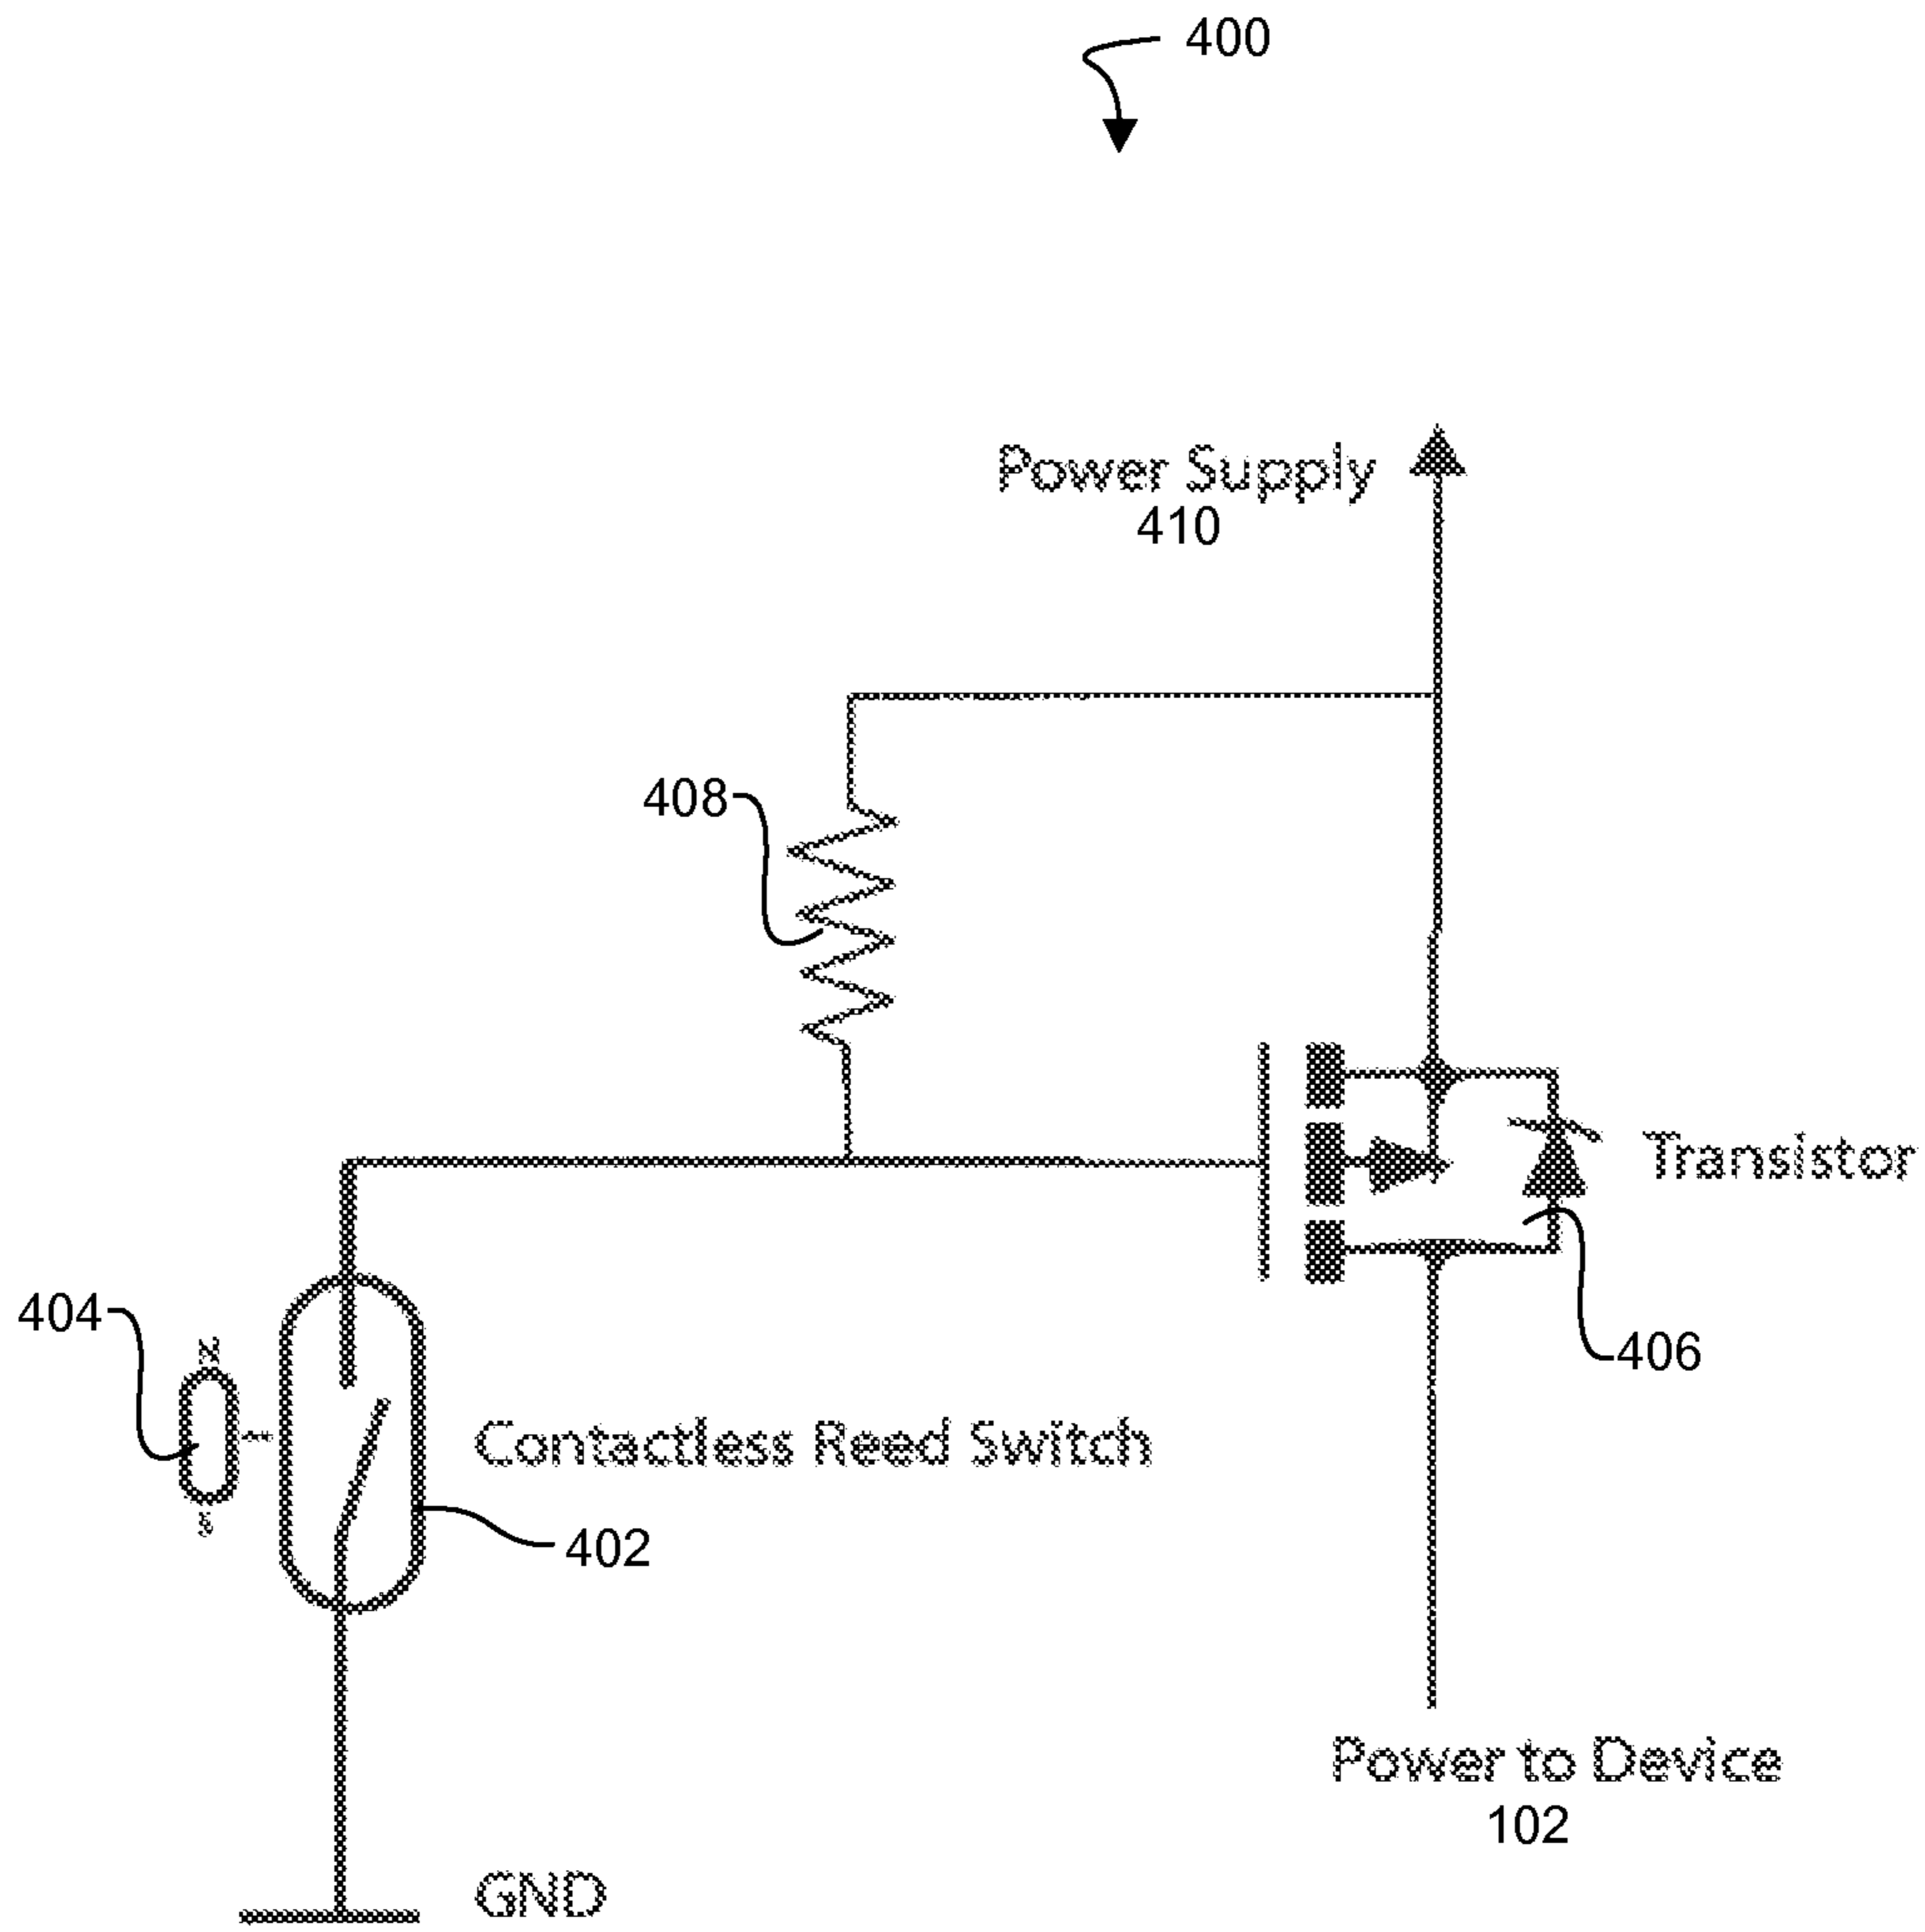 400
Power Supply
410
408
Transistor
404
406
Contactless Reed Switch
402
Power to Device
102
GND